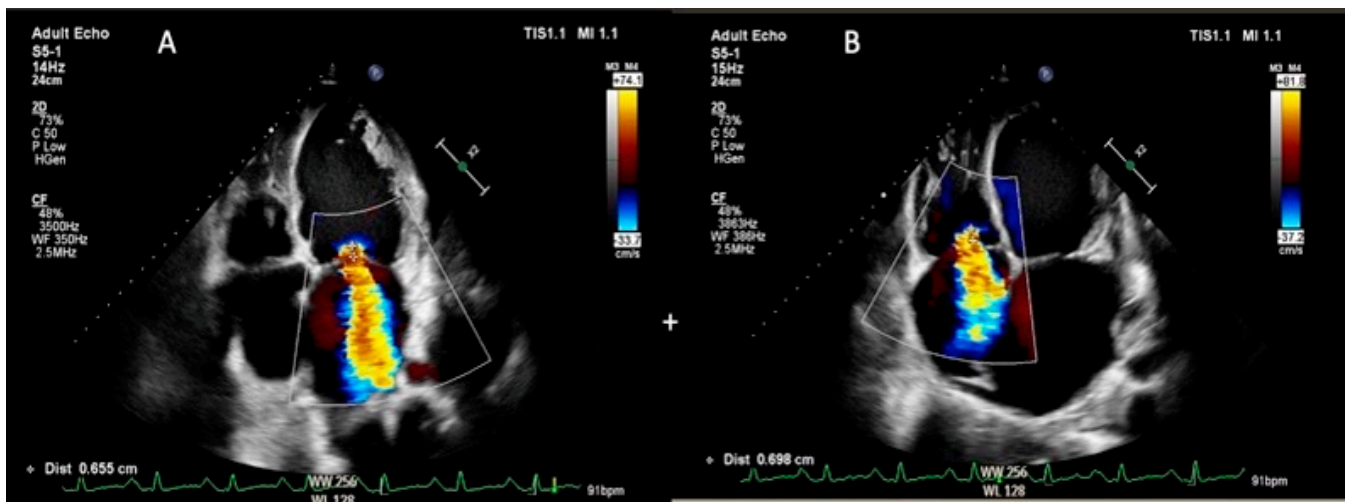 Adult Echo
A
TIS1.1 MI 1.1
S5-1
14Hz
24cm
M3 M4
+74.1
2D
73%
C 50
P Low
HGen
x2
CF
48%
3500Hz
WF 350Hz
2.5MHz
-33.7
cm/s
Dist 0.655 cm
WW 256
WL 128
91bpm
Adult Echo
B
TIS1.1 MI 1.1
S5-1
15Hz
24cm
M3 M4
+81.8
2D
73%
C 50
P Low
HGen
x2
CF
48%
3863Hz
WF 386Hz
2.5MHz
-37.2
cm/s
Dist 0.698 cm
WW 256
WL 128
91bpm